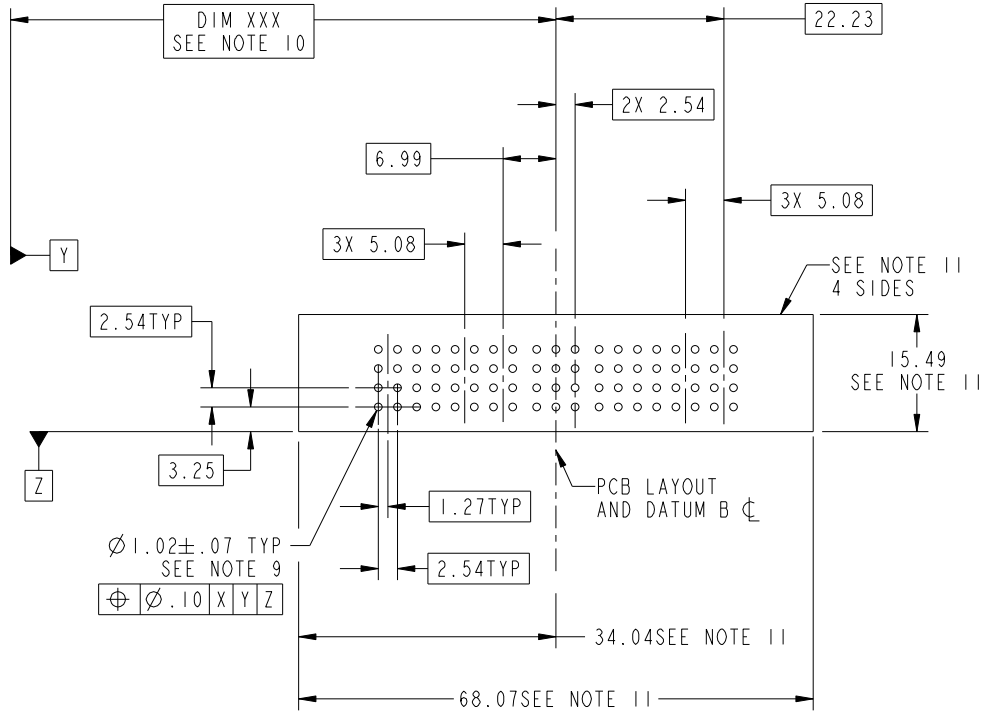 DIM XXX
SEE NOTE 10
22.23
2X 2.54
6.99
3X 5.08
3X 5.08
Y
SEE NOTE 11
4 SIDES
2.54TYP
15.49
SEE NOTE 11
3.25
Z
PCB LAYOUT
AND DATUM B ℄
1.27TYP
Ø1.02±.07 TYP
SEE NOTE 9
2.54TYP
⌖ Ø.10 X Y Z
34.04SEE NOTE 11
68.07SEE NOTE 11